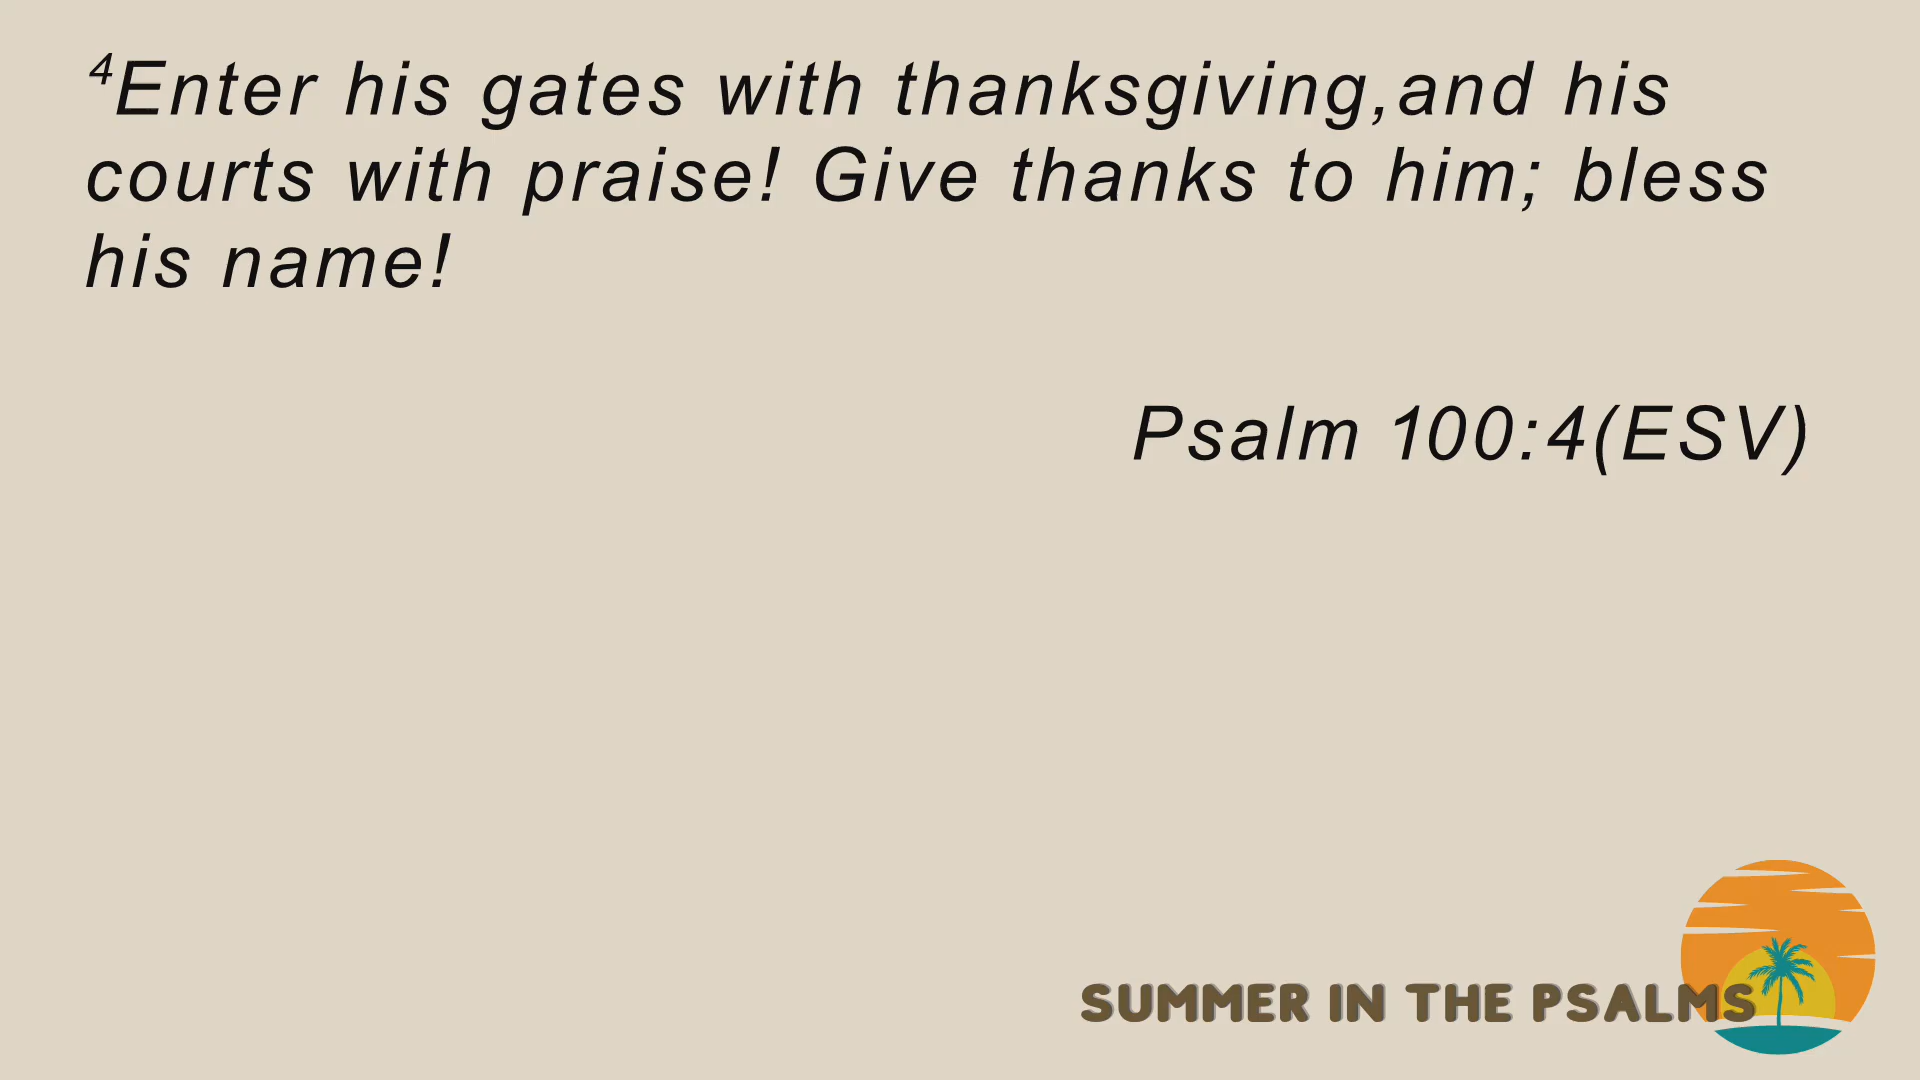 ⁴Enter his gates with thanksgiving,and his
courts with praise! Give thanks to him; bless
his name!
Psalm 100:4(ESV)
SUMMER IN THE PSALMS